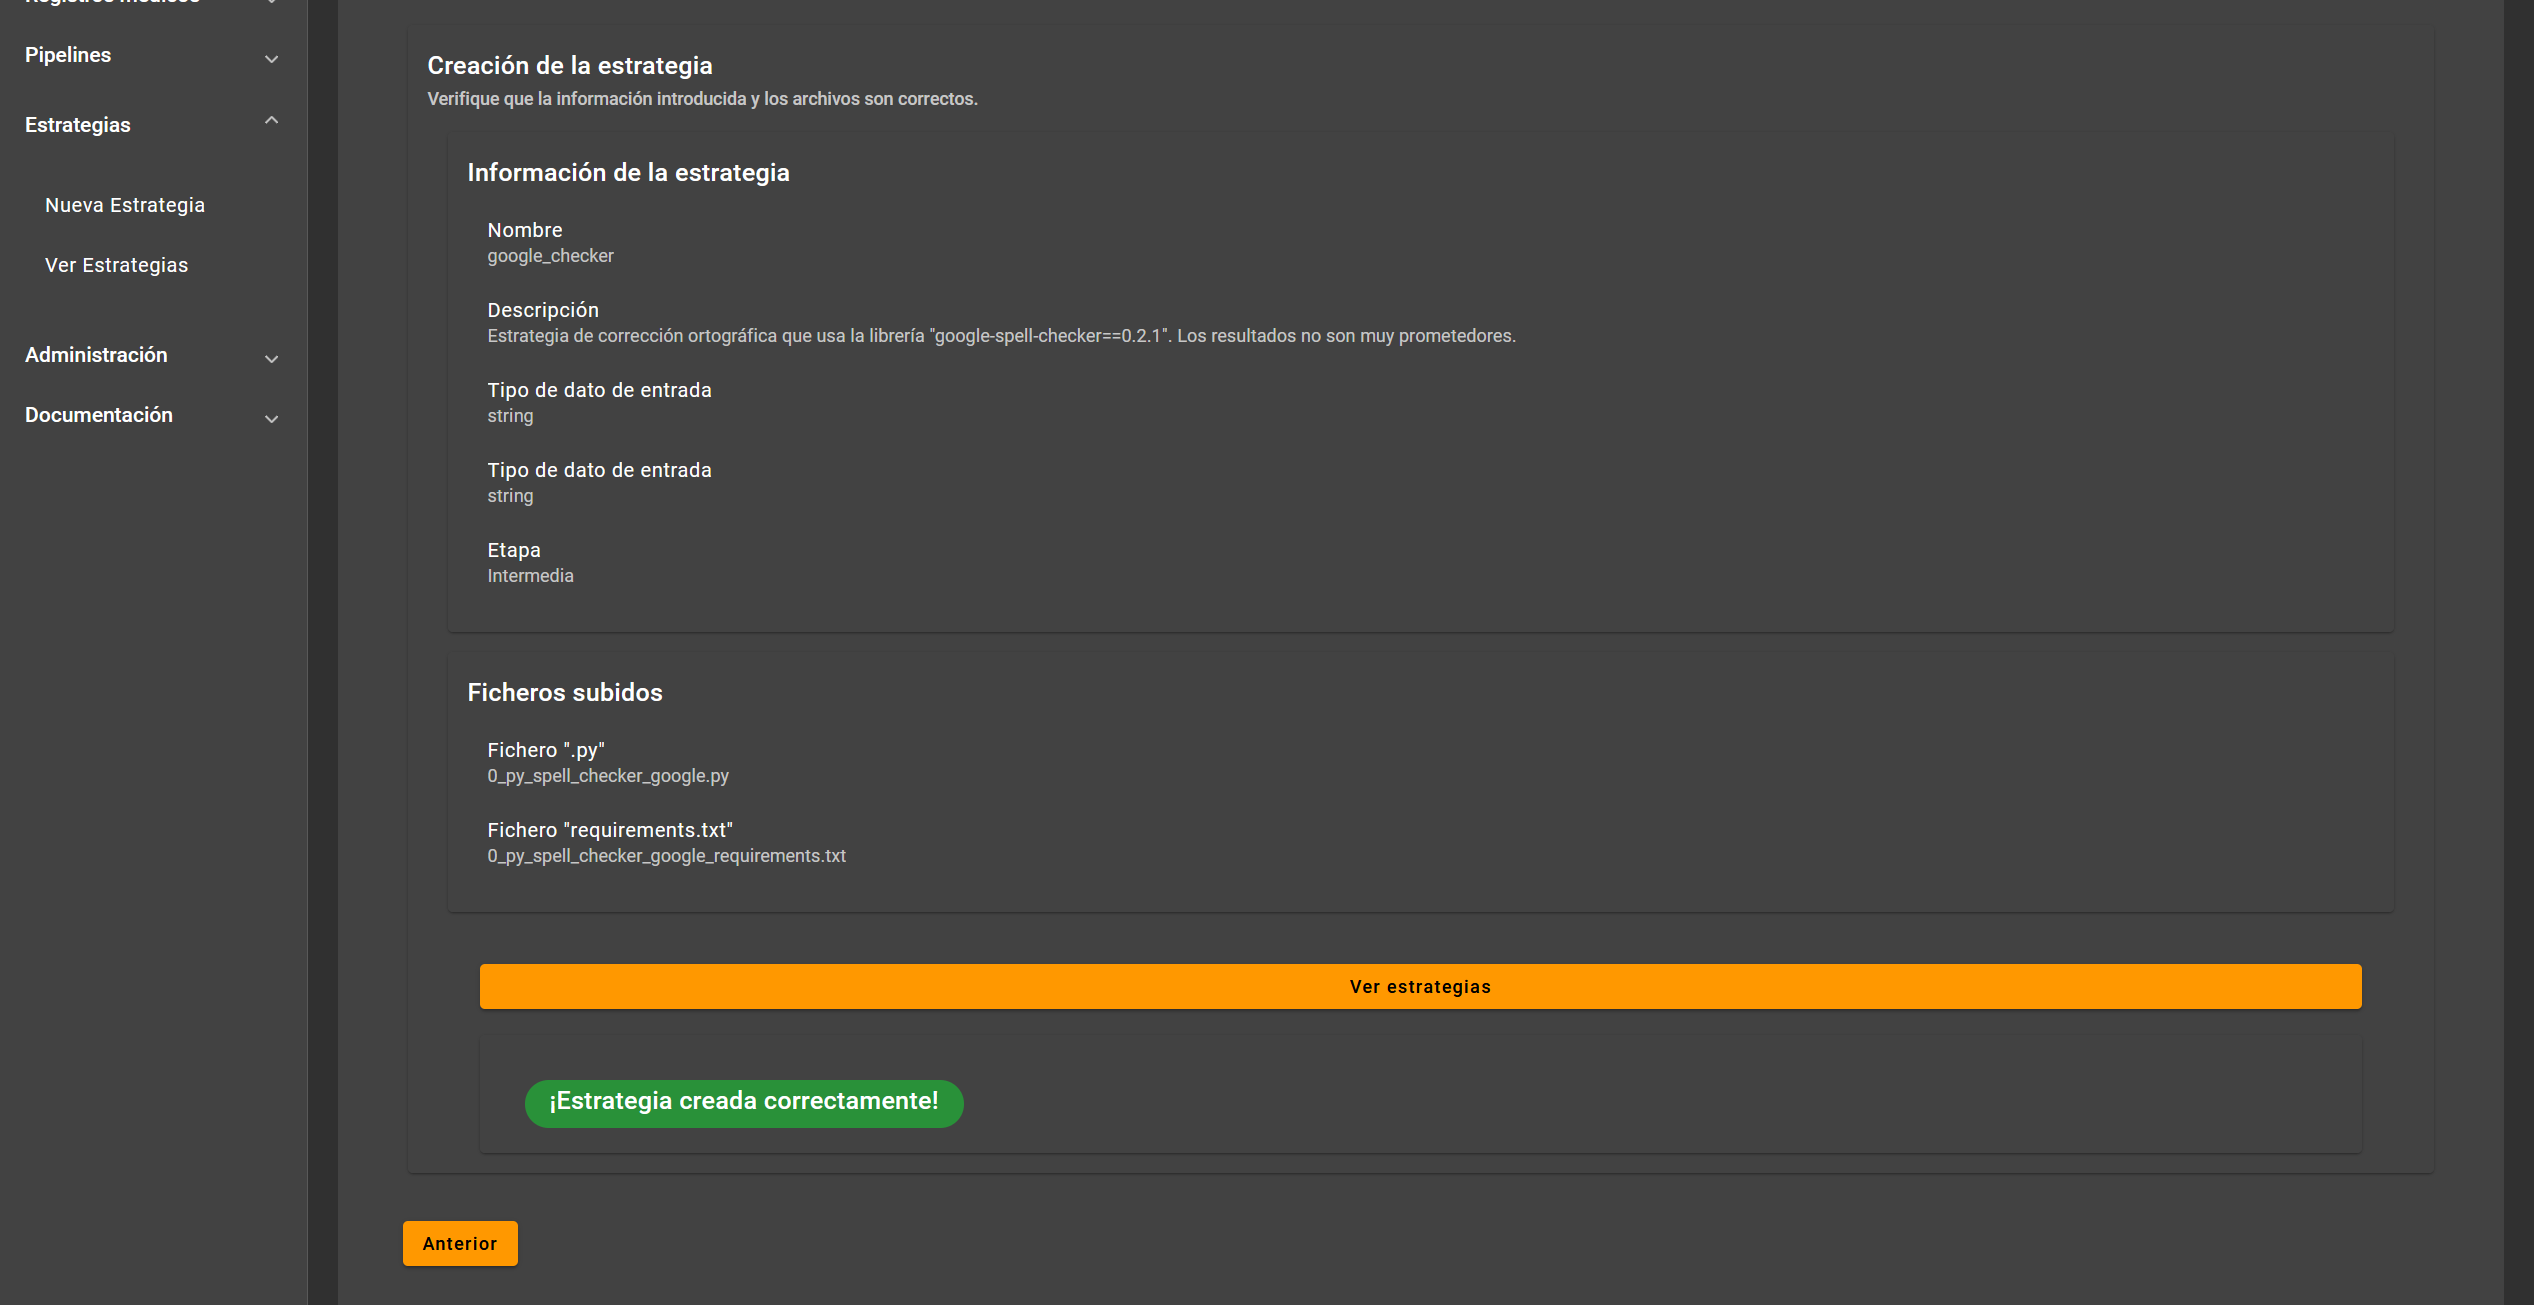 Registros médicos
Pipelines
Estrategias
Nueva Estrategia
Ver Estrategias
Administración
Documentación
Creación de la estrategia
Verifique que la información introducida y los archivos son correctos.
Información de la estrategia
Nombre
google_checker
Descripción
Estrategia de corrección ortográfica que usa la librería "google-spell-checker==0.2.1". Los resultados no son muy prometedores.
Tipo de dato de entrada
string
Tipo de dato de entrada
string
Etapa
Intermedia
Ficheros subidos
Fichero ".py"
0_py_spell_checker_google.py
Fichero "requirements.txt"
0_py_spell_checker_google_requirements.txt
Ver estrategias
¡Estrategia creada correctamente!
Anterior